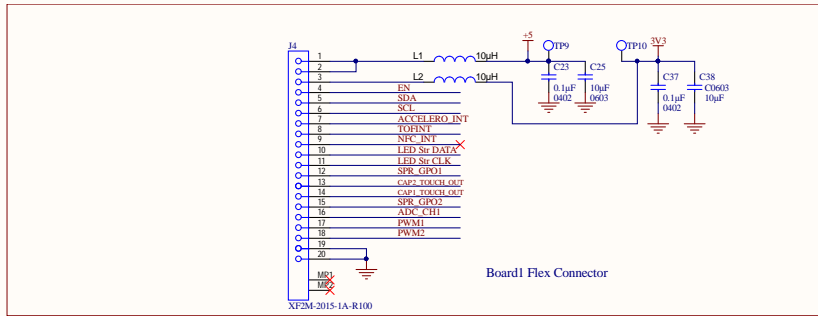 J4
1
2
3
4
5
6
7
8
9
10
11
12
13
14
15
16
17
18
19
20
MP1
MP2
XF2M-2015-1A-R100
L1 10µH
L2 10µH
EN
SDA
SCL
ACCELERO_INT
TOFINT
NFC_INT
LED Str DATA
LED Str CLK
SPR_GPO1
CAP2_TOUCH_OUT
CAP1_TOUCH_OUT
SPR_GPO2
ADC_CH1
PWM1
PWM2
+5
TP9
C23
0.1µF
0402
C25
10µF
0603
TP10
3V3
C37
0.1µF
0402
C38
C0603
10µF
Board1 Flex Connector